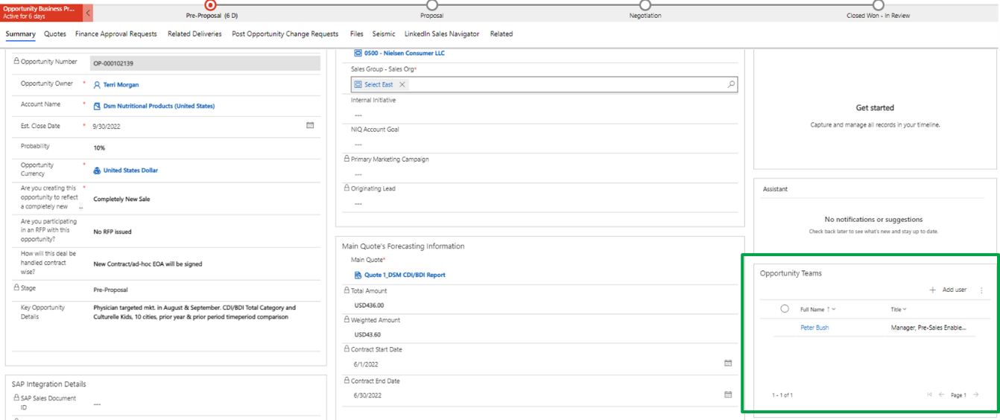 Opportunity Business Pr...
Active for 6 days
Pre-Proposal (6 D)
Proposal
Negotiation
Closed Won - In Review
Summary
Quotes
Finance Approval Requests
Related Deliveries
Post Opportunity Change Requests
Files
Seismic
LinkedIn Sales Navigator
Related
Opportunity Number
OP-000102139
Opportunity Owner *
Terri Morgan
Account Name *
Dsm Nutritional Products (United States)
Est. Close Date *
9/30/2022
Probability
10%
Opportunity *
Currency
United States Dollar
Are you creating this *
opportunity to reflect
a completely new ...
Completely New Sale
Are you participating
in an RFP with this
opportunity?
No RFP issued
How will this deal be
handled contract
wise?
New Contract/ad-hoc EOA will be signed
Stage
Pre-Proposal
Key Opportunity
Details
Physician targeted mkt. in August & September. CDI/BDI Total Category and
Culturelle Kids, 10 cities, prior year & prior period timeperiod comparison
SAP Integration Details
SAP Sales Document
ID
---
0500 - Nielsen Consumer LLC
Sales Group - Sales Org*
Select East
Internal Initiative
---
NIQ Account Goal
---
Primary Marketing Campaign
---
Originating Lead
---
Main Quote's Forecasting Information
Main Quote*
Quote 1_DSM CDI/BDI Report
Total Amount
USD436.00
Weighted Amount
USD43.60
Contract Start Date
6/1/2022
Contract End Date
6/30/2022
Get started
Capture and manage all records in your timeline.
Assistant
No notifications or suggestions
Check back later to see what's new and stay up to date.
Opportunity Teams
+ Add user
Full Name ↑
Title
Peter Bush
Manager, Pre-Sales Enable...
1 - 1 of 1
Page 1